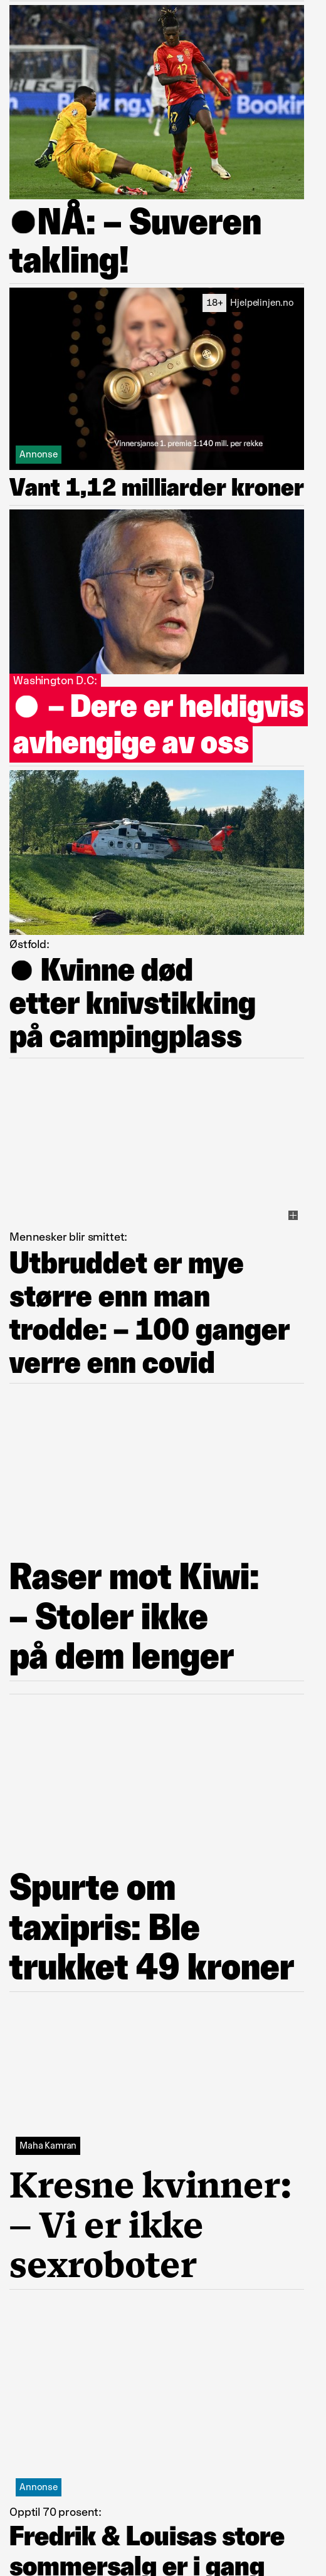 Booking.com
Booking
17
17
●NÅ: – Suveren
takling!
18+ Hjelpelinjen.no
Vinnersjanse 1. premie 1:140 mill. per rekke
Annonse
Vant 1,12 milliarder kroner
Washington D.C:
● – Dere er heldigvis
avhengige av oss
Østfold:
● Kvinne død
etter knivstikking
på campingplass
Mennesker blir smittet:
Utbruddet er mye
større enn man
trodde: – 100 ganger
verre enn covid
Raser mot Kiwi:
– Stoler ikke
på dem lenger
Spurte om
taxipris: Ble
trukket 49 kroner
Maha Kamran
Kresne kvinner:
– Vi er ikke
sexroboter
Annonse
Opptil 70 prosent:
Fredrik & Louisas store
sommersalg er i gang